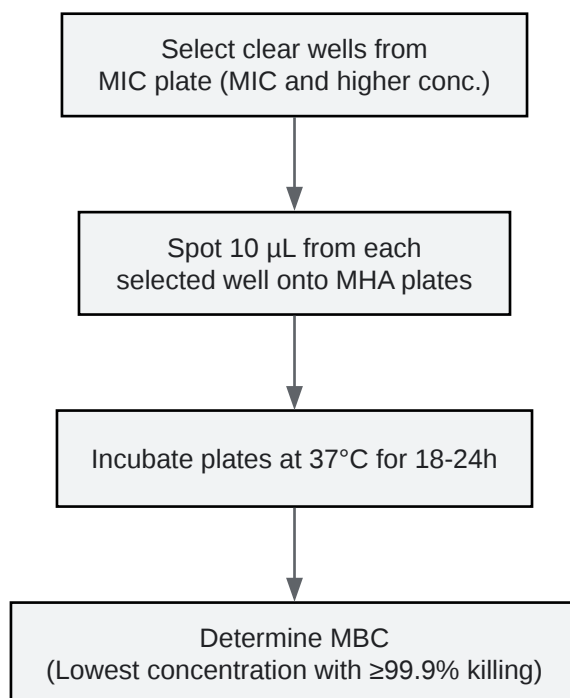 Select clear wells from
MIC plate (MIC and higher conc.)
Spot 10 µL from each
selected well onto MHA plates
Incubate plates at 37°C for 18-24h
Determine MBC
(Lowest concentration with ≥99.9% killing)